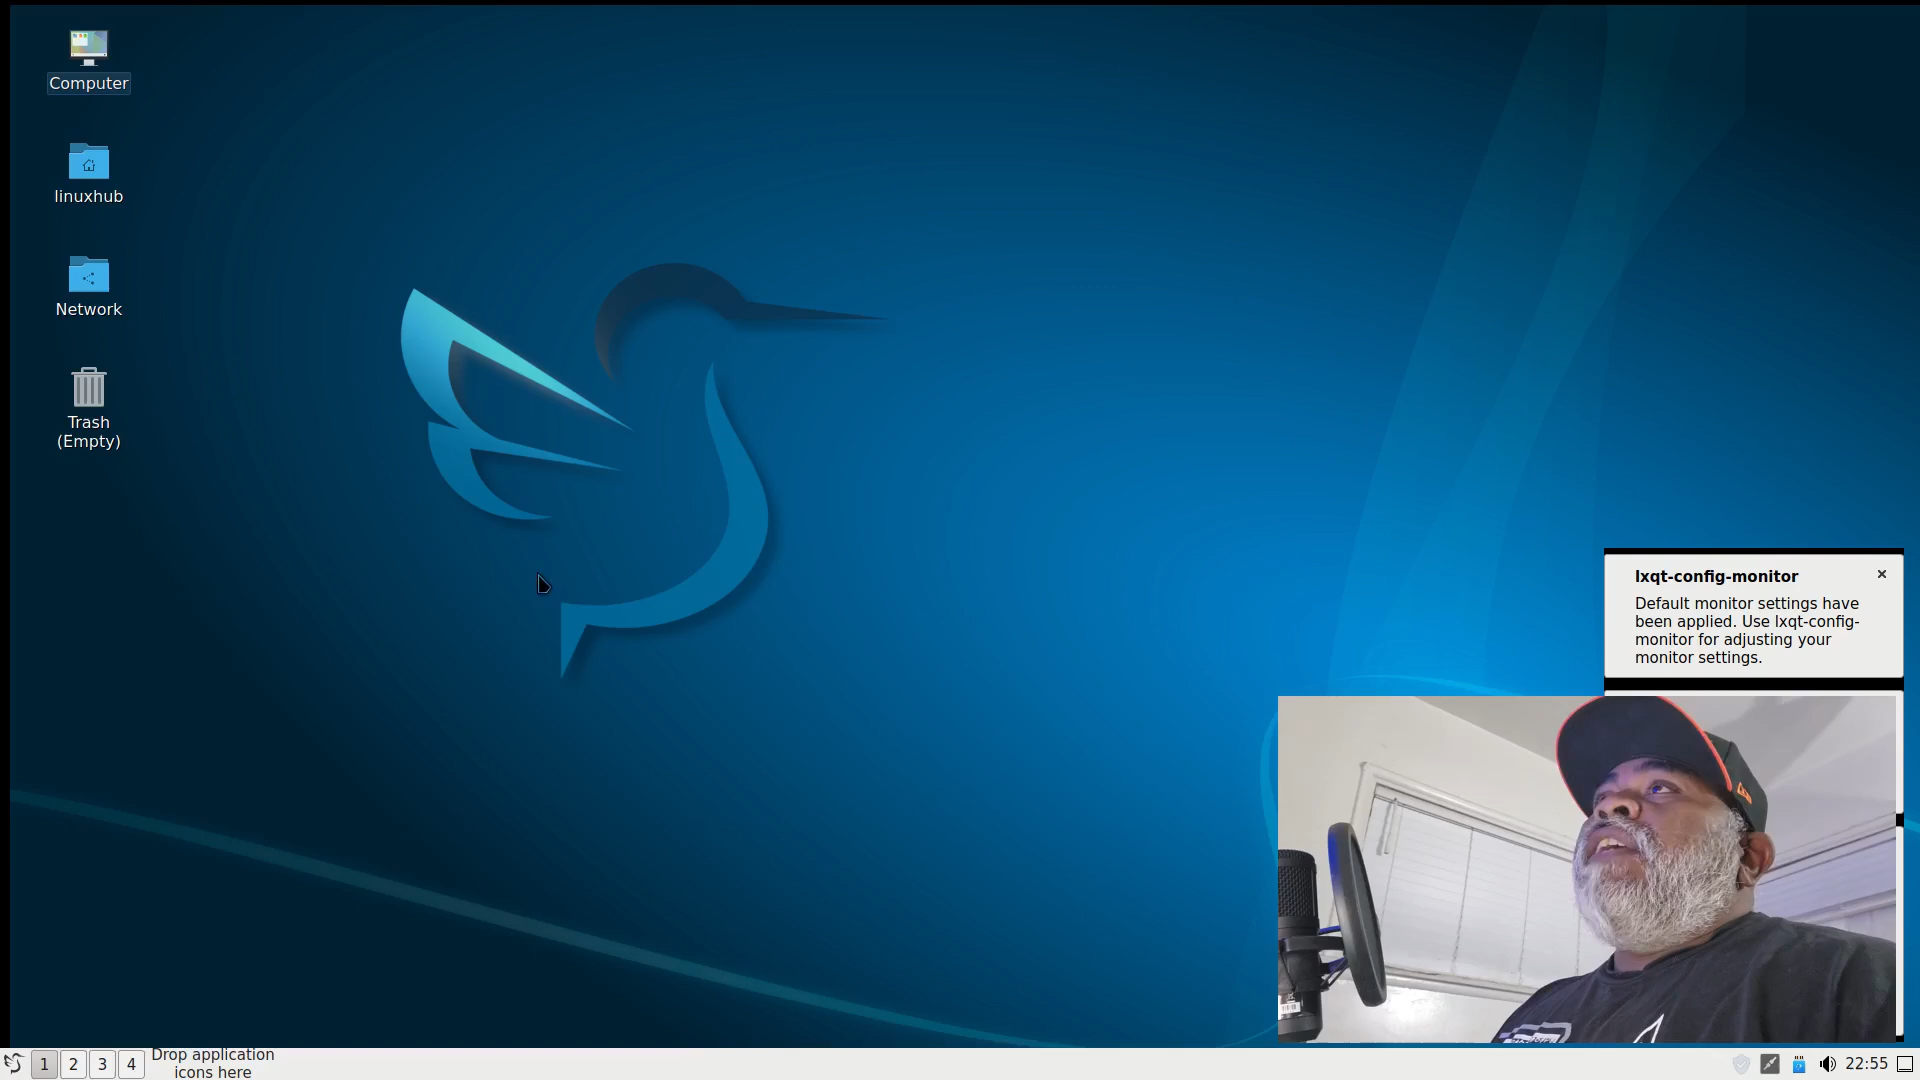 Computer
linuxhub
Network
Trash
(Empty)
lxqt-config-monitor
Default monitor settings have
been applied. Use lxqt-config-
monitor for adjusting your
monitor settings.
1
2
3
4
Drop application
icons here
22:55